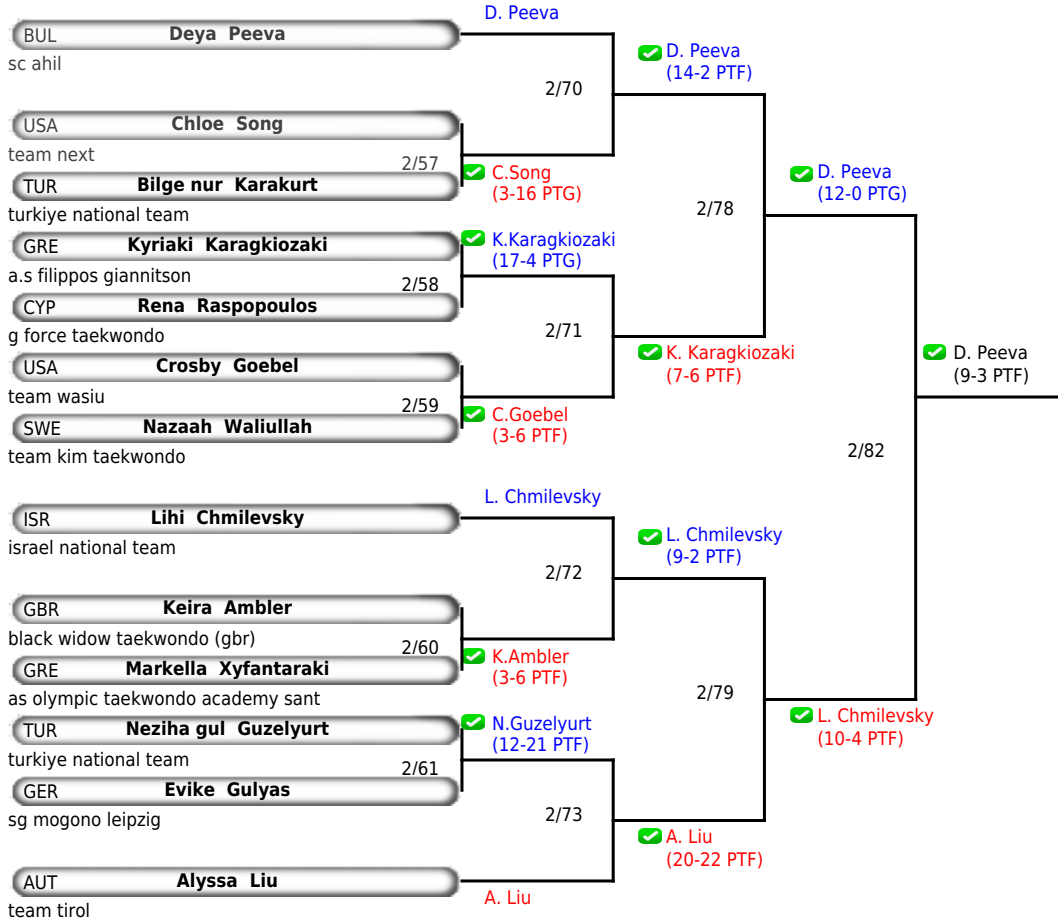 D. Peeva
BUL Deya Peeva
sc ahil
D. Peeva
(14-2 PTF)
2/70
USA Chloe Song
team next
2/57
C.Song
(3-16 PTG)
TUR Bilge nur Karakurt
turkiye national team
D. Peeva
(12-0 PTG)
2/78
GRE Kyriaki Karagkiozaki
a.s filippos giannitson
K.Karagkiozaki
(17-4 PTG)
2/58
CYP Rena Raspopoulos
g force taekwondo
2/71
K. Karagkiozaki
(7-6 PTF)
USA Crosby Goebel
team wasiu
2/59
C.Goebel
(3-6 PTF)
SWE Nazaah Waliullah
team kim taekwondo
D. Peeva
(9-3 PTF)
2/82
L. Chmilevsky
ISR Lihi Chmilevsky
israel national team
L. Chmilevsky
(9-2 PTF)
2/72
GBR Keira Ambler
black widow taekwondo (gbr)
2/60
K.Ambler
(3-6 PTF)
GRE Markella Xyfantaraki
as olympic taekwondo academy sant
2/79
L. Chmilevsky
(10-4 PTF)
TUR Neziha gul Guzelyurt
turkiye national team
N.Guzelyurt
(12-21 PTF)
2/61
GER Evike Gulyas
sg mogono leipzig
2/73
A. Liu
(20-22 PTF)
AUT Alyssa Liu
team tirol
A. Liu